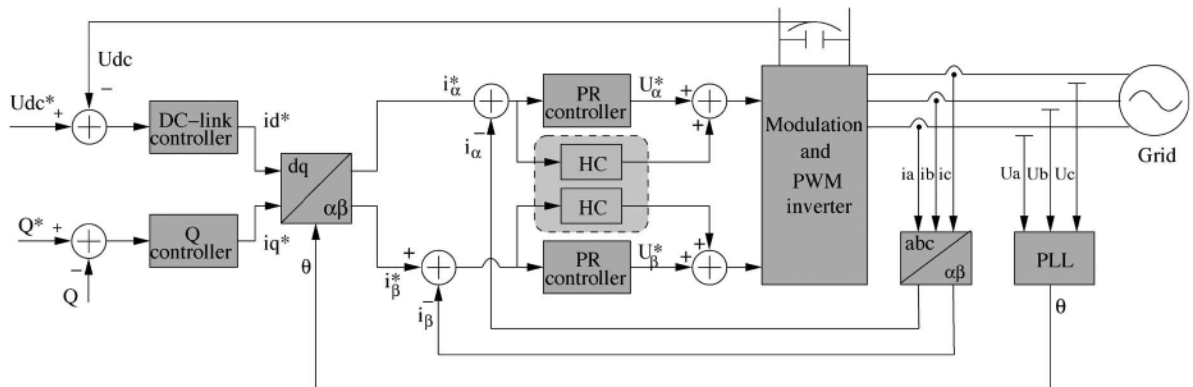 Udc
Udc*
+
−
DC−link
controller
id*
Q*
+
−
Q
Q
controller
iq*
dq
αβ
θ
i*α
+
−
iα
PR
controller
U*α
+
+
HC
HC
i*β
+
−
iβ
PR
controller
U*β
+
+
Modulation
and
PWM
inverter
ia
ib
ic
Ua
Ub
Uc
Grid
abc
αβ
PLL
θ